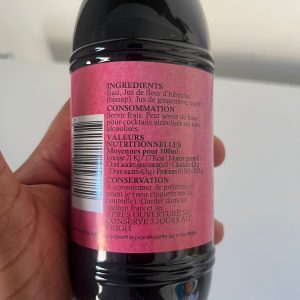 INGREDIENTS
Eau, Jus de fleur d'hibiscus
(bissap), Jus de gingembre, sucre
CONSOMMATION
Servir frais. Peut servir de base
pour cocktails alcoolisés ou non
alcoolisés.
VALEURS
NUTRITIONNELLES
Moyennes pour 100ml:
CONSERVATION
A consommer de préférence
avant le (voir étiquette sur la
bouteille). Garder dans un
endroit frais et sec.
APRES OUVERTURE SE
CONSERVE 3 JOURS AU
FRIGO